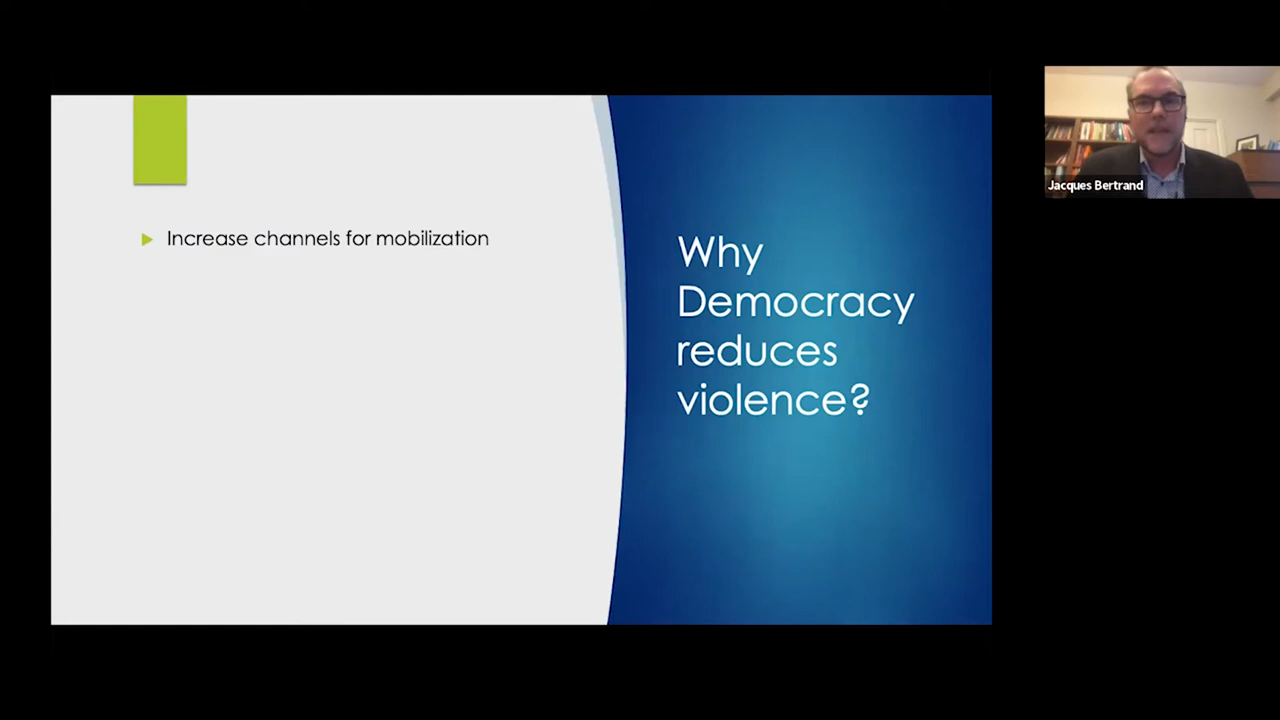 Increase channels for mobilization
Why
Democracy
reduces
violence?
Jacques Bertrand